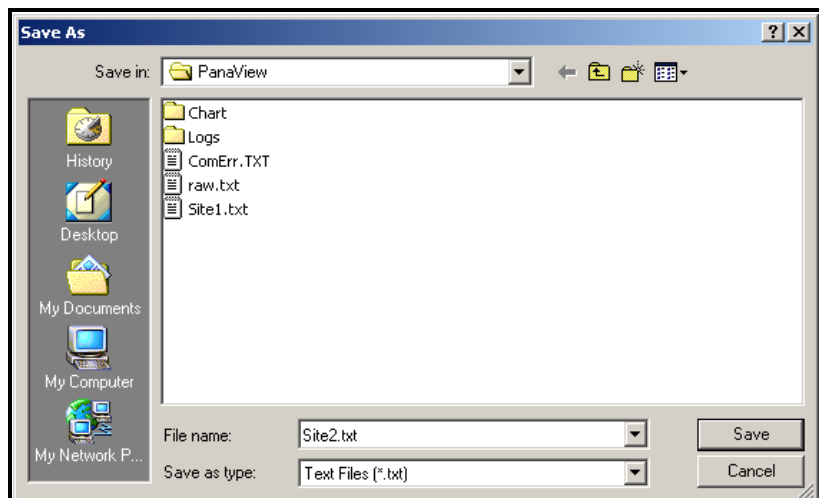 Save As
Save in: PanaView
History
Desktop
My Documents
My Computer
My Network P...
Chart
Logs
ComErr.TXT
raw.txt
Site1.txt
File name: Site2.txt Save
Save as type: Text Files (*.txt) Cancel